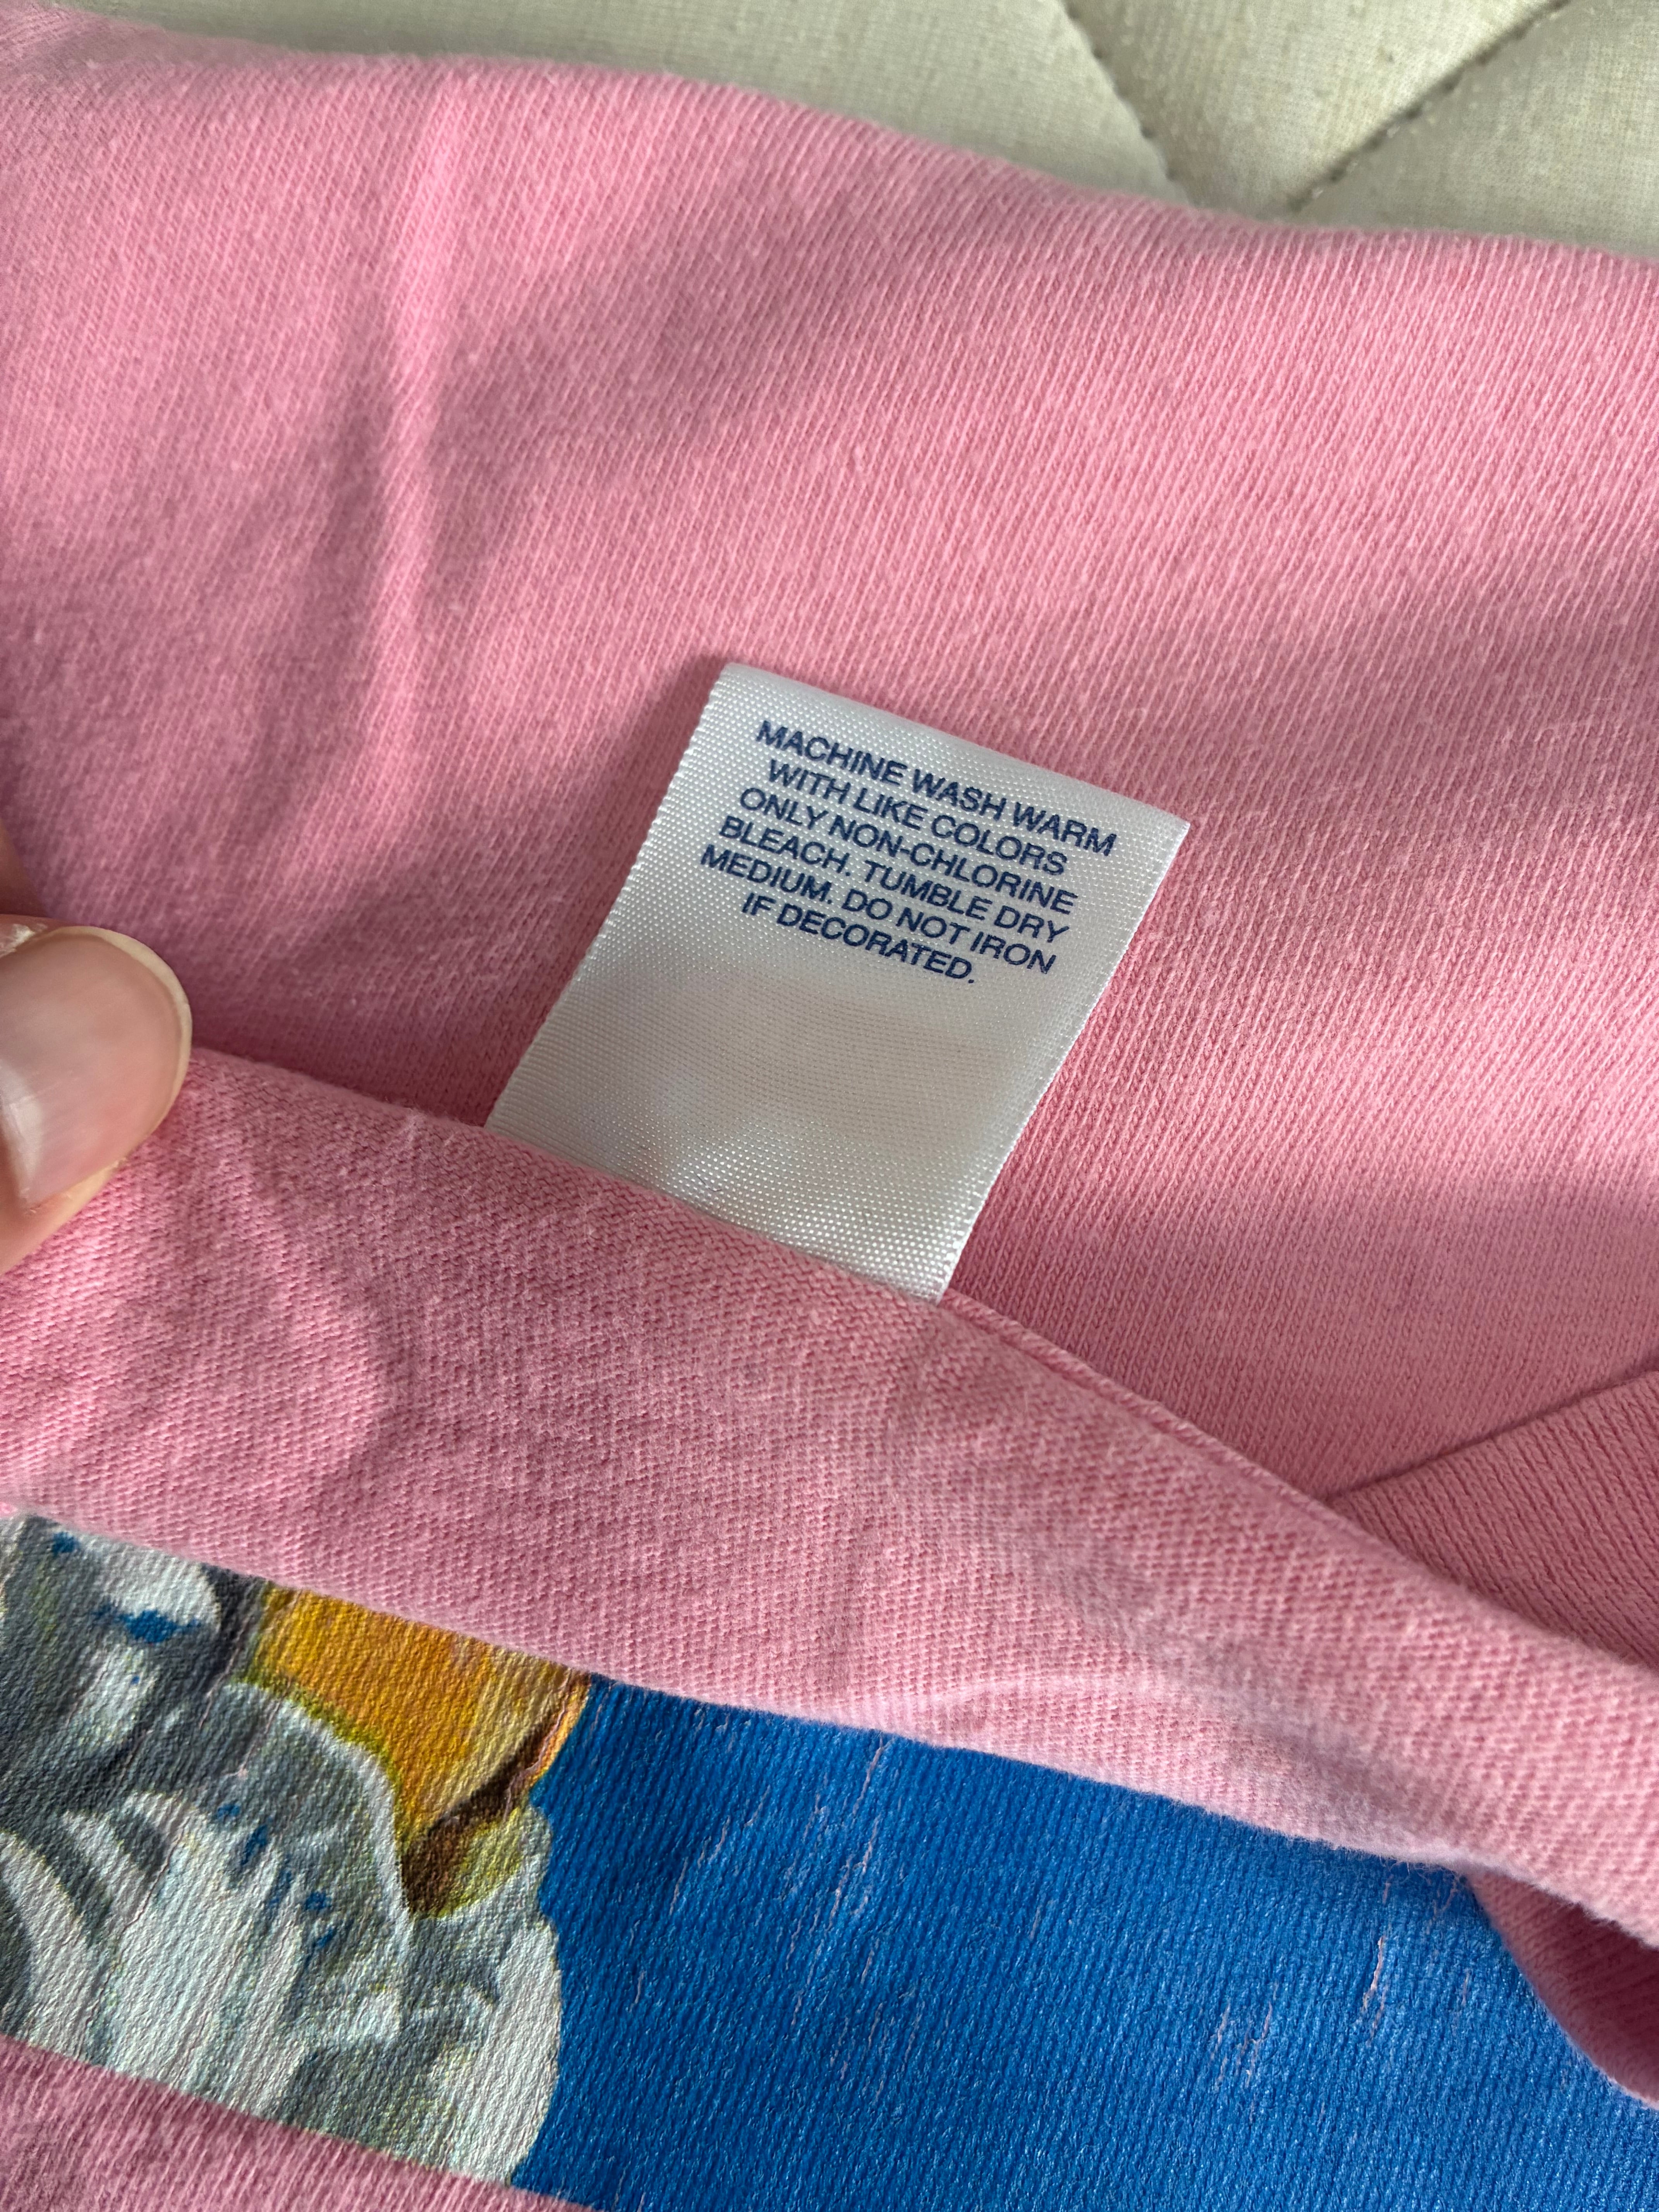 MACHINE WASH WARM
WITH LIKE COLORS
ONLY NON-CHLORINE
BLEACH. TUMBLE DRY
MEDIUM. DO NOT IRON
IF DECORATED.